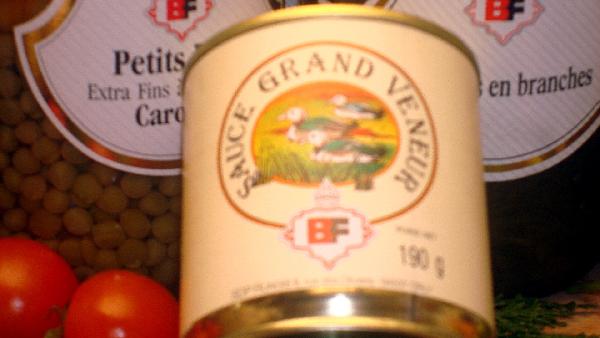 BF
BF
Petits
Extra Fins
Caro
en branches
SAUCE GRAND VENEUR
BF
190 g